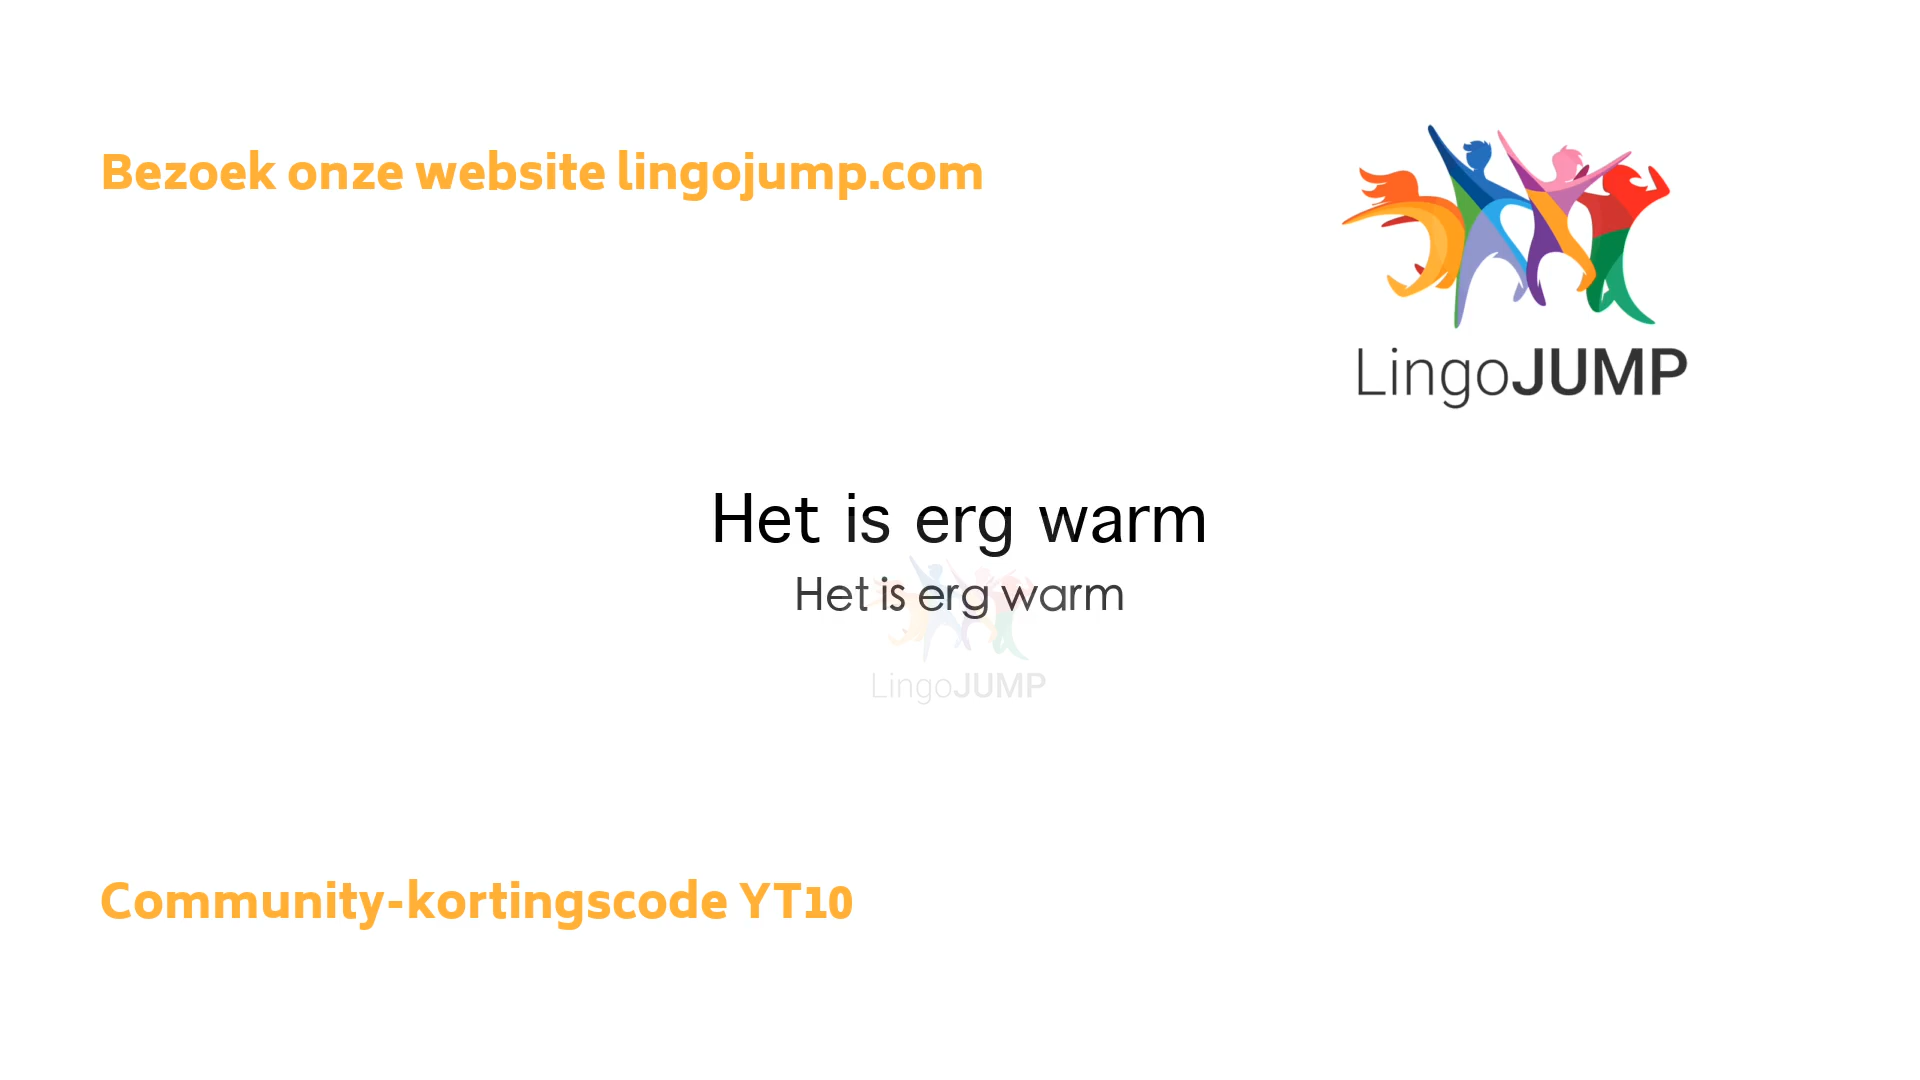 Bezoek onze website lingojump.com
LingoJUMP
Het is erg warm
Het is erg warm
LingoJUMP
Community-kortingscode YT10